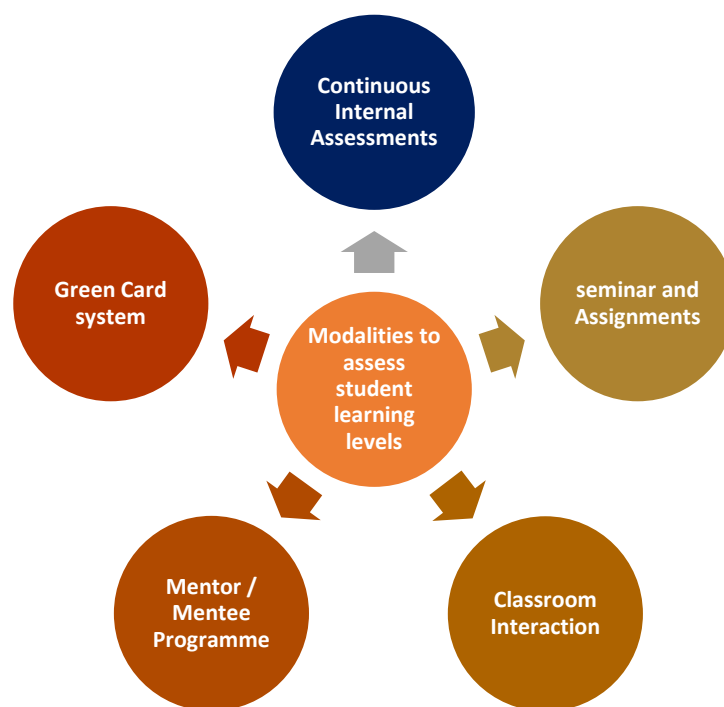 Continuous
Internal
Assessments
Green Card
system
seminar and
Assignments
Modalities to
assess
student
learning
levels
Mentor /
Mentee
Programme
Classroom
Interaction